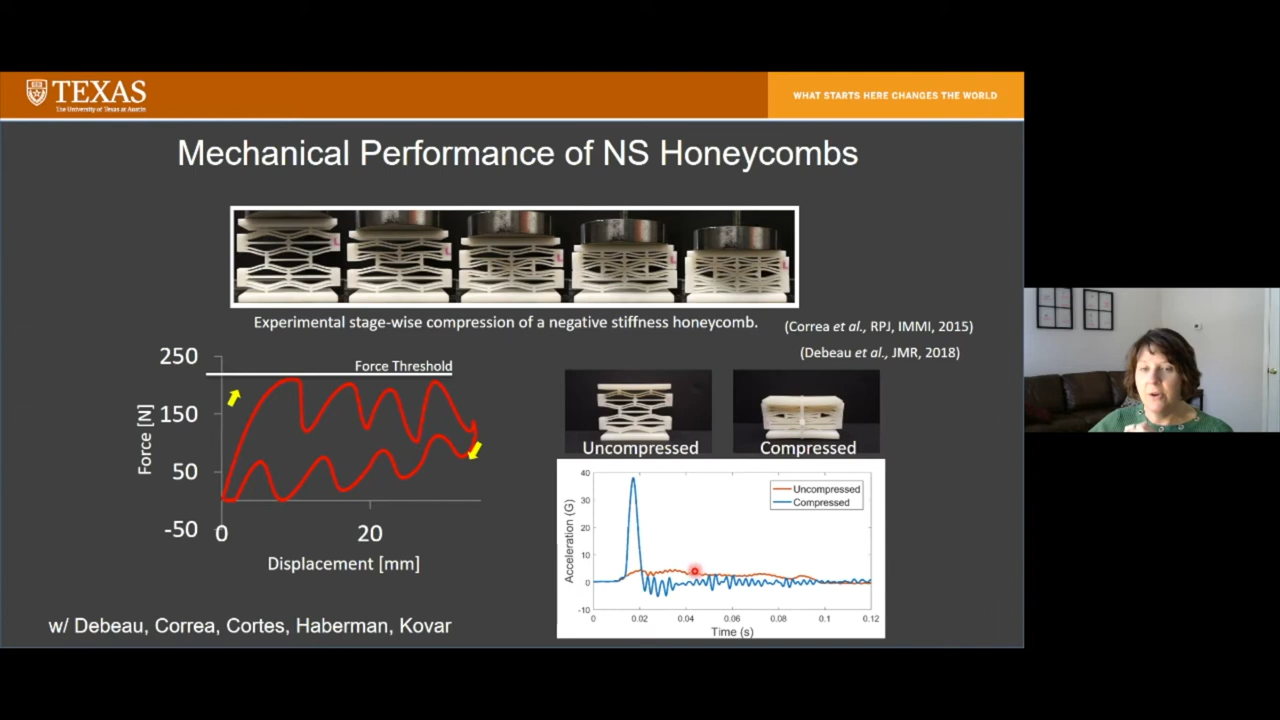 TEXAS
The University of Texas at Austin
WHAT STARTS HERE CHANGES THE WORLD
Mechanical Performance of NS Honeycombs
Experimental stage-wise compression of a negative stiffness honeycomb.
(Correa et al., RPJ, IMMI, 2015)
(Debeau et al., JMR, 2018)
250
150
50
-50
0
20
Force [N]
Displacement [mm]
Force Threshold
Uncompressed
Compressed
40
30
20
10
0
-10
Acceleration (G)
Uncompressed
Compressed
0
0.02
0.04
0.06
0.08
0.1
0.12
Time (s)
w/ Debeau, Correa, Cortes, Haberman, Kovar